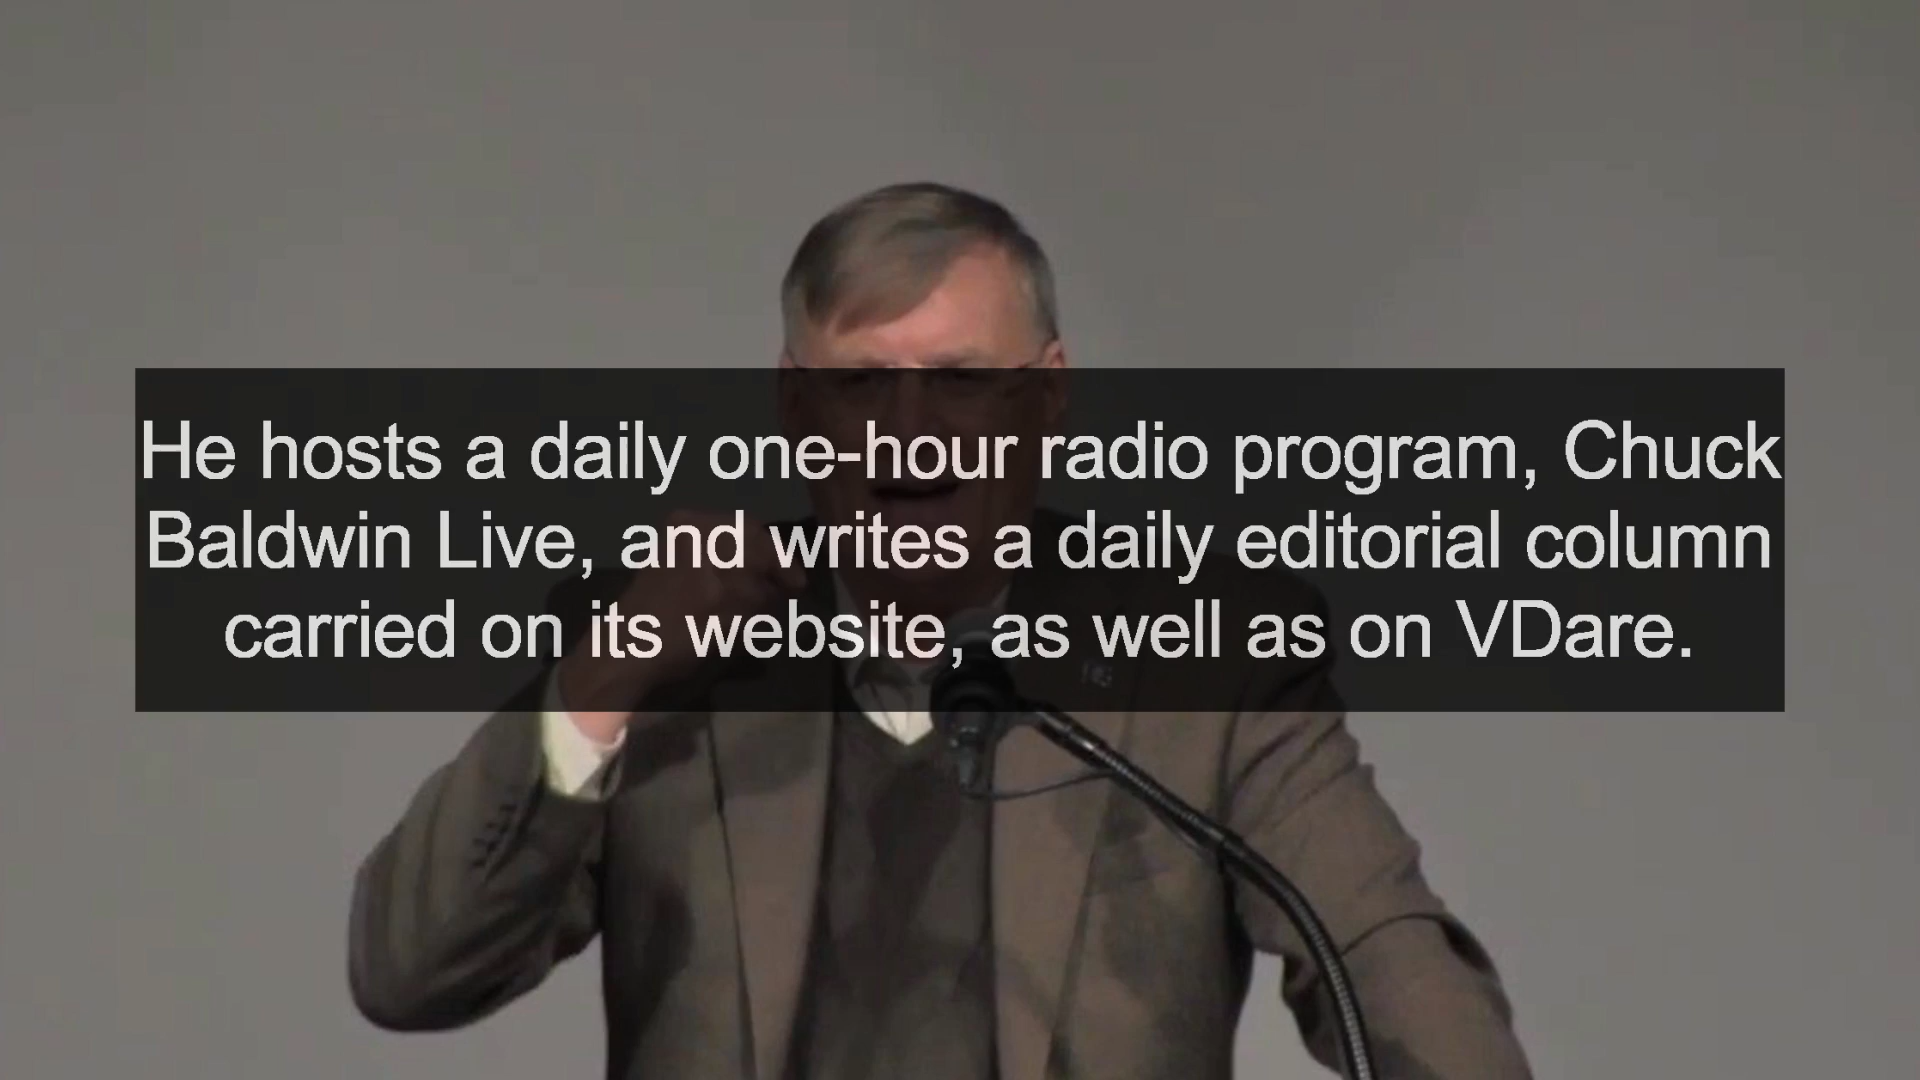 He hosts a daily one-hour radio program, Chuck
Baldwin Live, and writes a daily editorial column
carried on its website, as well as on VDare.